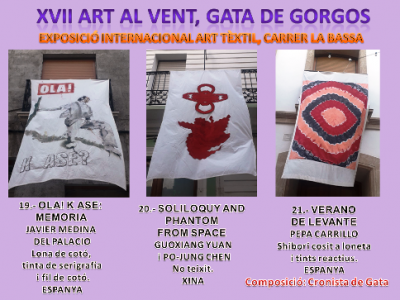 XVII ART AL VENT, GATA DE GORGOS
EXPOSICIÓ INTERNACIONAL ART TÈXTIL, CARRER LA BASSA
OLA!
K ASE?
19.- OLA! K ASE!
MEMORIA
JAVIER MEDINA
DEL PALACIO
Lona de cotó,
tinta de serigrafia
i fil de coto.
ESPANYA
20.- SOLILOQUY AND
PHANTOM
FROM SPACE
GUOXIANG YUAN
i PO-JUNG CHEN
No teixit.
XINA
21.- VERANO
DE LEVANTE
PEPA CARRILLO
Shibori cosit a loneta
i tints reactius.
ESPANYA
Composició: Cronista de Gata